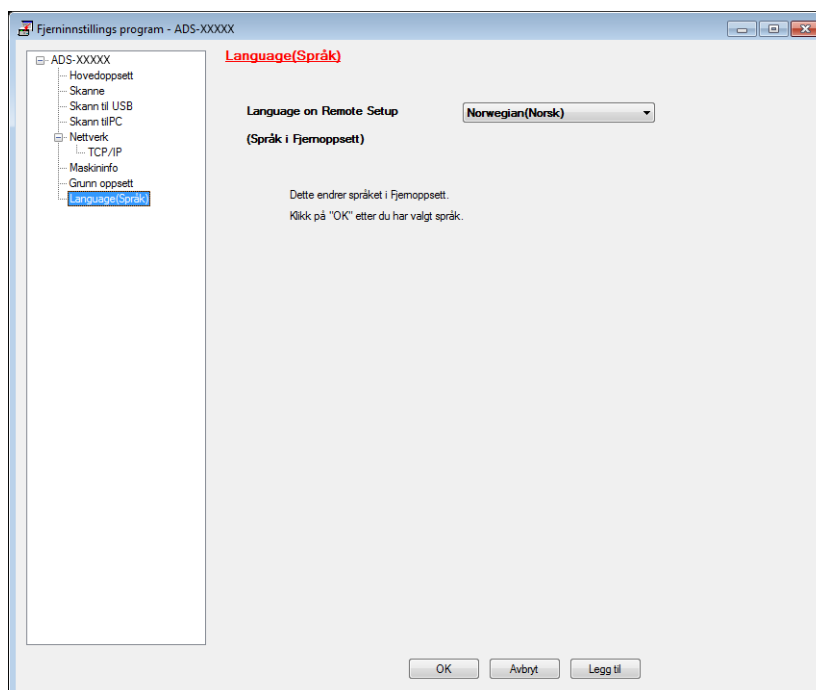 Fjerninnstillings program - ADS-XXXXX
ADS-XXXXX
Hovedoppsett
Skanne
Skann til USB
Skann tilPC
Nettverk
TCP/IP
Maskininfo
Grunn oppsett
Language(Språk)
Language(Språk)
Language on Remote Setup
Norwegian(Norsk)
(Språk i Fjernoppsett)
Dette endrer språket i Fjernoppsett.
Klikk på "OK" etter du har valgt språk.
OK
Avbryt
Legg til